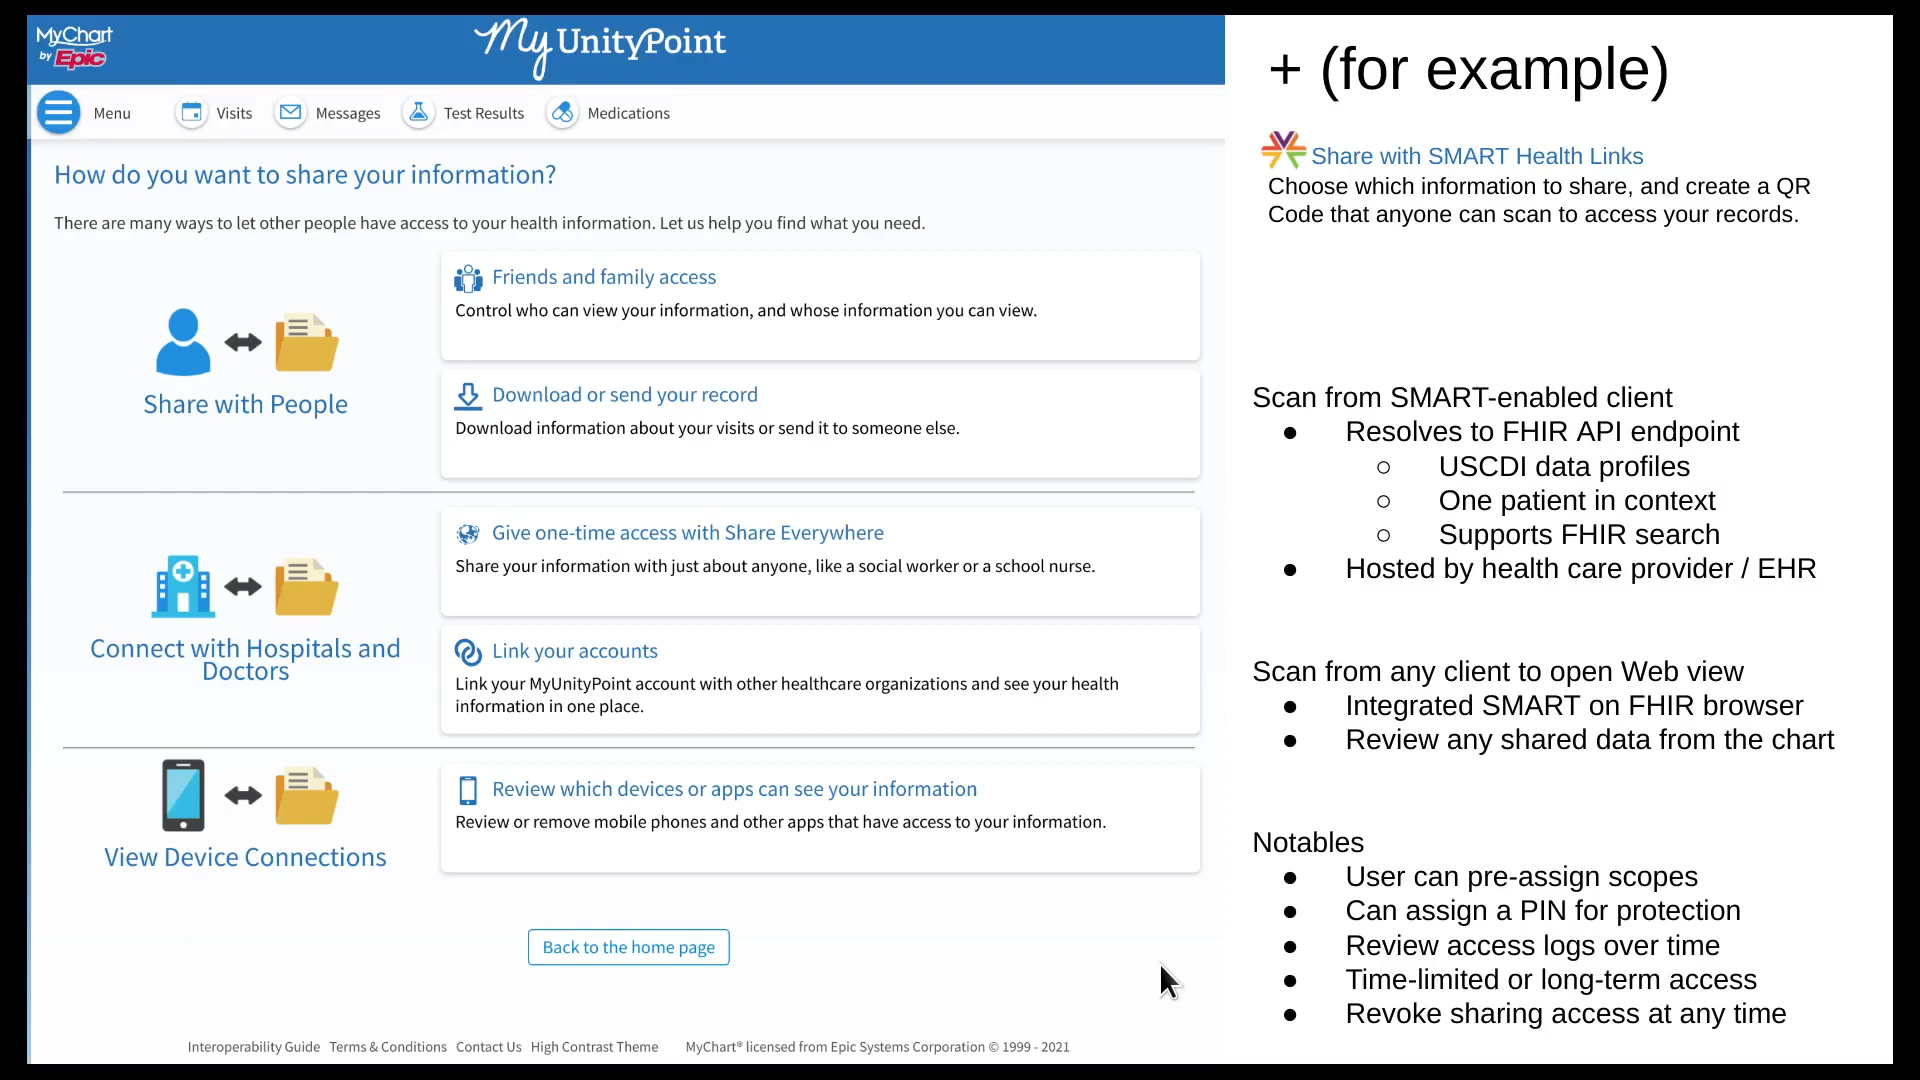 MyChart
by Epic
My UnityPoint
Menu
Visits
Messages
Test Results
Medications
How do you want to share your information?
There are many ways to let other people have access to your health information. Let us help you find what you need.
Share with People
Friends and family access
Control who can view your information, and whose information you can view.
Download or send your record
Download information about your visits or send it to someone else.
Connect with Hospitals and
Doctors
Give one-time access with Share Everywhere
Share your information with just about anyone, like a social worker or a school nurse.
Link your accounts
Link your MyUnityPoint account with other healthcare organizations and see your health
information in one place.
View Device Connections
Review which devices or apps can see your information
Review or remove mobile phones and other apps that have access to your information.
Back to the home page
Interoperability Guide Terms & Conditions Contact Us High Contrast Theme MyChart® licensed from Epic Systems Corporation © 1999 - 2021
+ (for example)
Share with SMART Health Links
Choose which information to share, and create a QR
Code that anyone can scan to access your records.
Scan from SMART-enabled client
● Resolves to FHIR API endpoint
○ USCDI data profiles
○ One patient in context
○ Supports FHIR search
● Hosted by health care provider / EHR
Scan from any client to open Web view
● Integrated SMART on FHIR browser
● Review any shared data from the chart
Notables
● User can pre-assign scopes
● Can assign a PIN for protection
● Review access logs over time
● Time-limited or long-term access
● Revoke sharing access at any time